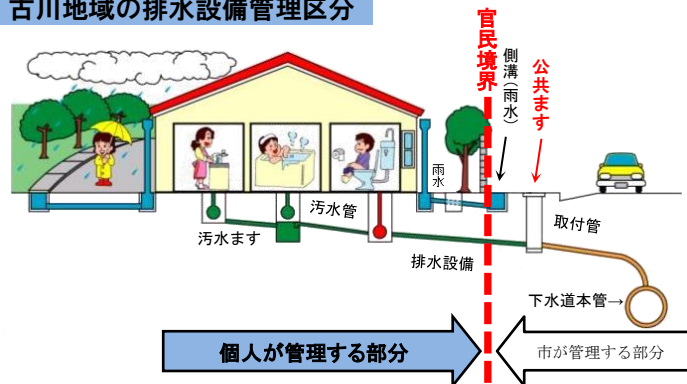 古川地域の排水設備管理区分
官民境界
側溝(雨水)
公共ます
雨水
汚水管
汚水ます
取付管
排水設備
下水道本管→
個人が管理する部分
市が管理する部分